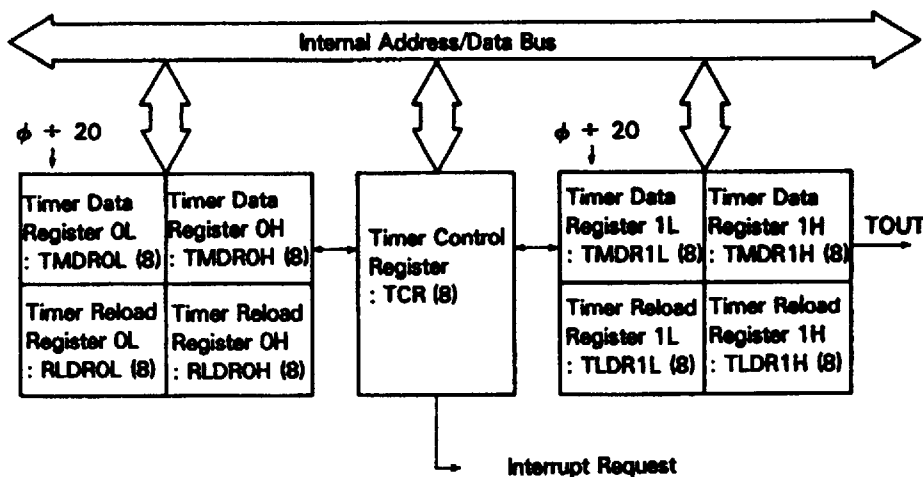 Internal Address/Data Bus
ϕ ÷ 20
ϕ ÷ 20
Timer Data
Register 0L
: TMDR0L (8)
Timer Data
Register 0H
: TMDR0H (8)
Timer Reload
Register 0L
: RLDR0L (8)
Timer Reload
Register 0H
: RLDR0H (8)
Timer Control
Register
: TCR (8)
Timer Data
Register 1L
: TMDR1L (8)
Timer Data
Register 1H
: TMDR1H (8)
Timer Reload
Register 1L
: TLDR1L (8)
Timer Reload
Register 1H
: TLDR1H (8)
TOUT
Interrupt Request